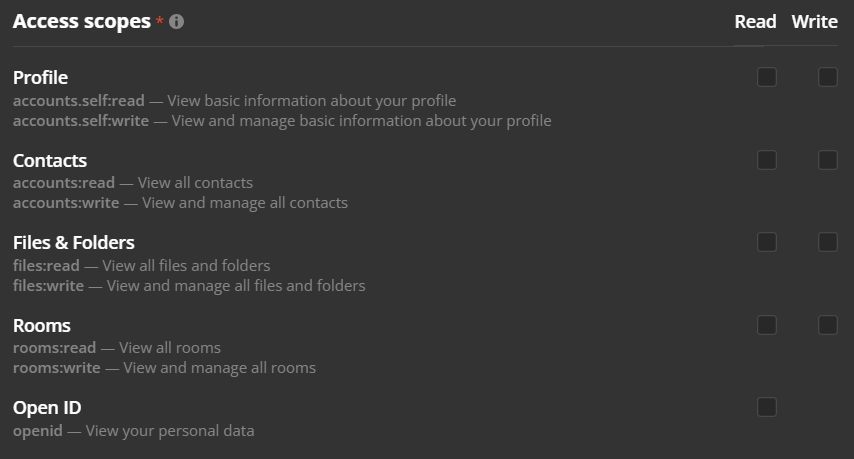 Access scopes * Read Write
Profile
accounts.self:read — View basic information about your profile
accounts.self:write — View and manage basic information about your profile
Contacts
accounts:read — View all contacts
accounts:write — View and manage all contacts
Files & Folders
files:read — View all files and folders
files:write — View and manage all files and folders
Rooms
rooms:read — View all rooms
rooms:write — View and manage all rooms
Open ID
openid — View your personal data